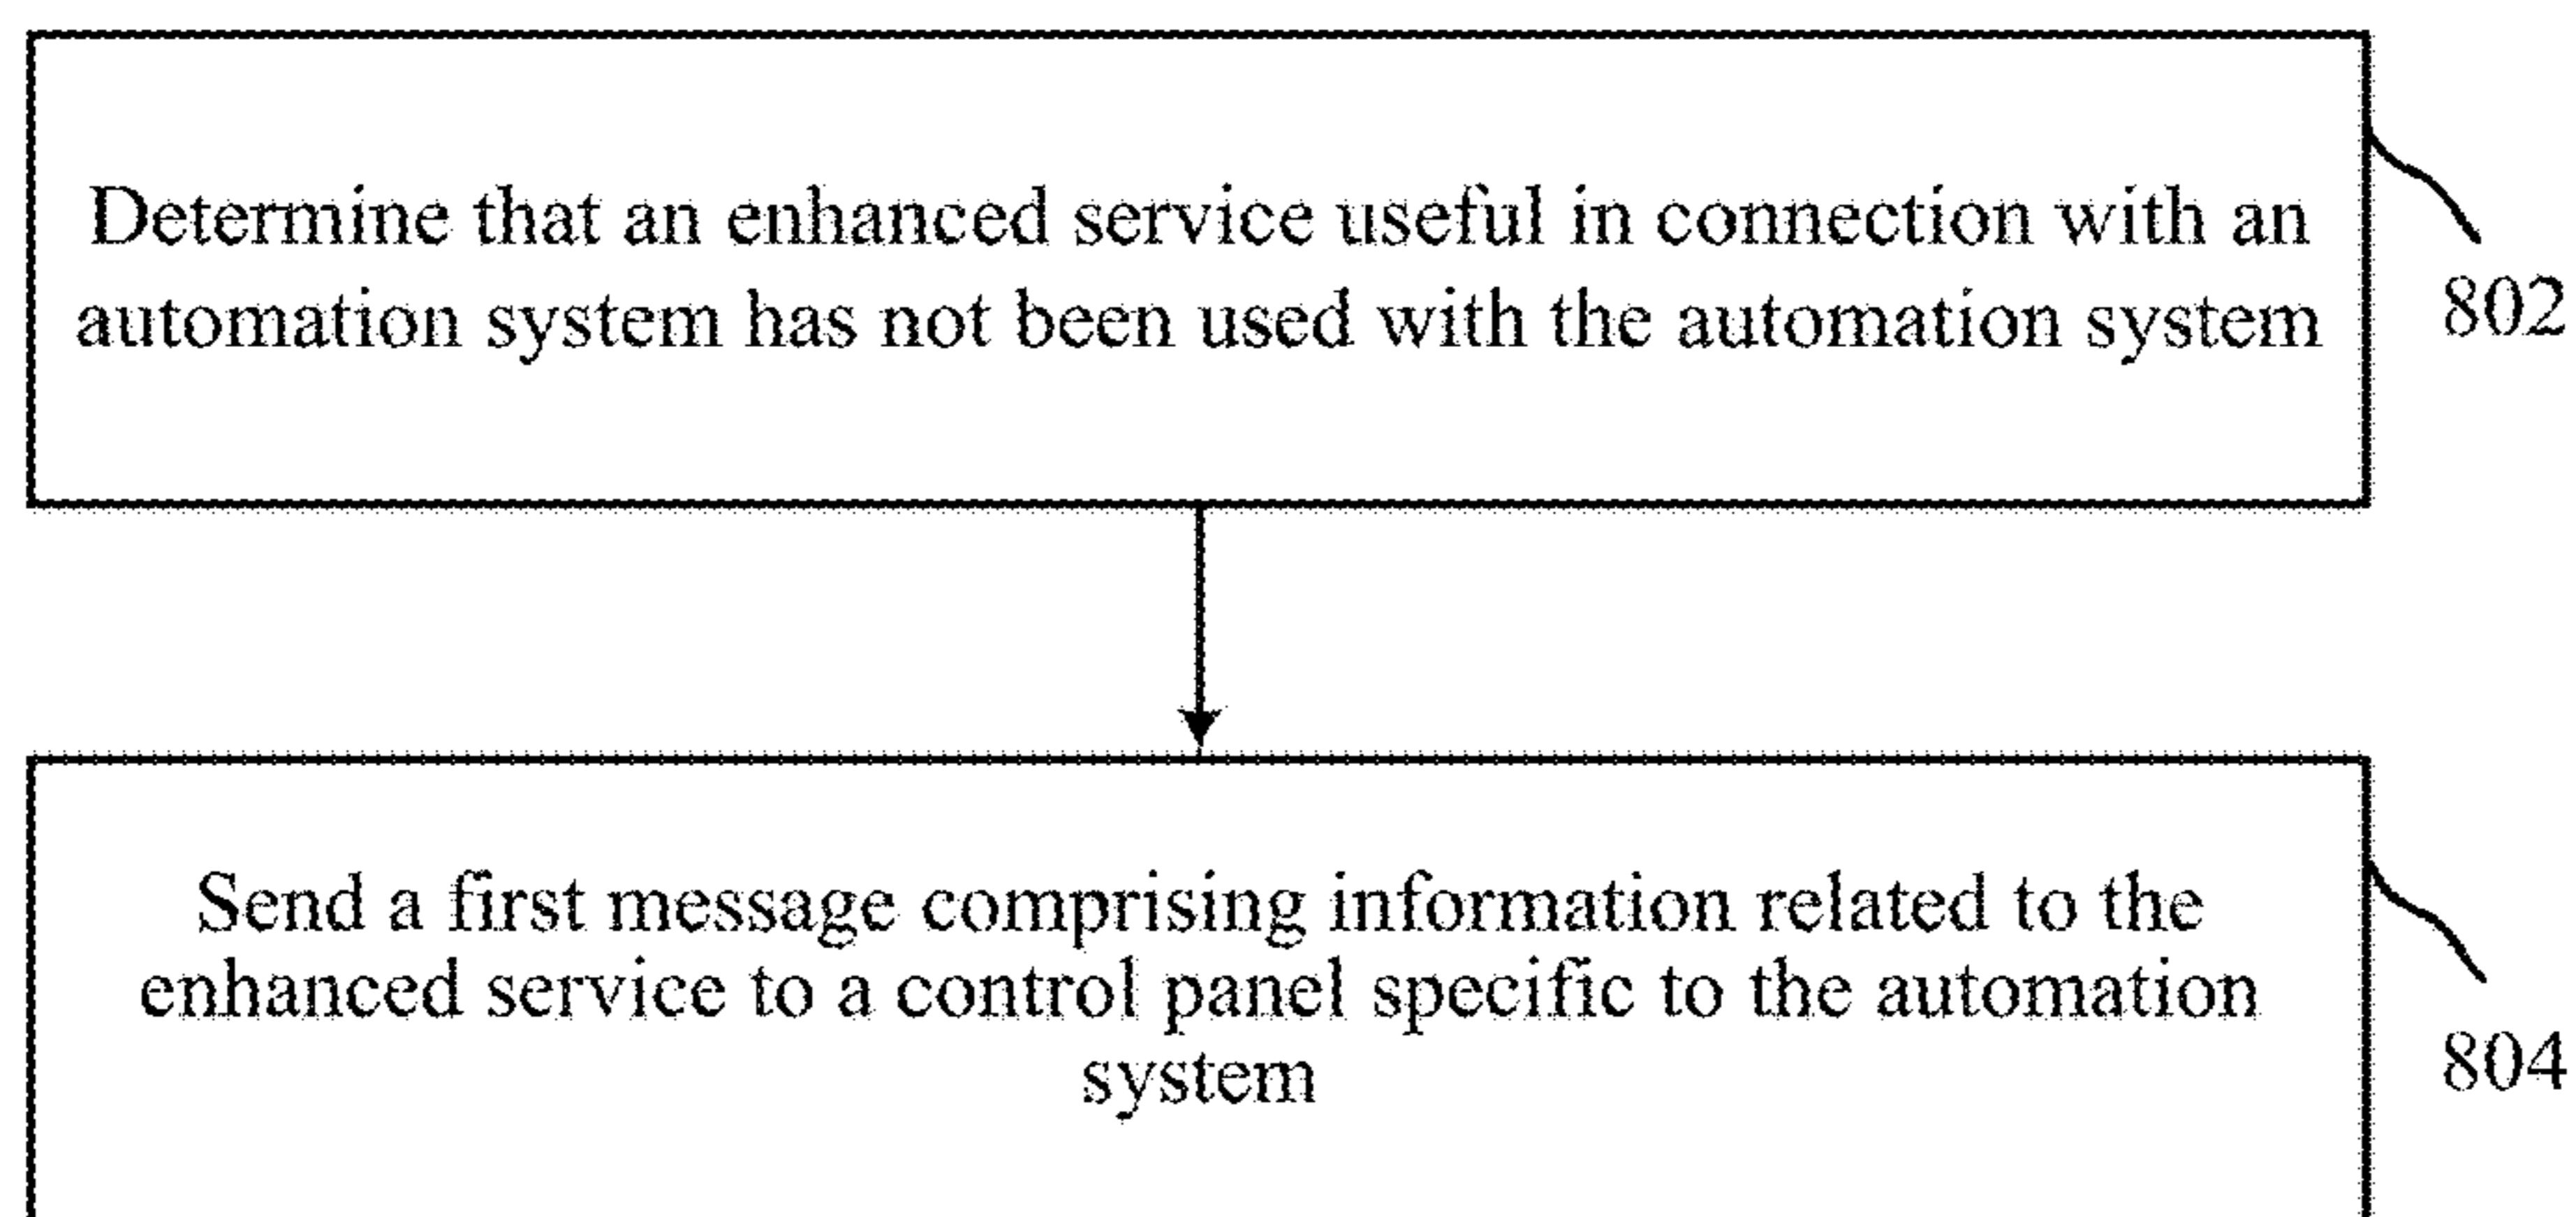 Determine that an enhanced service useful in connection with an
automation system has not been used with the automation system
802
Send a first message comprising information related to the
enhanced service to a control panel specific to the automation
system
804